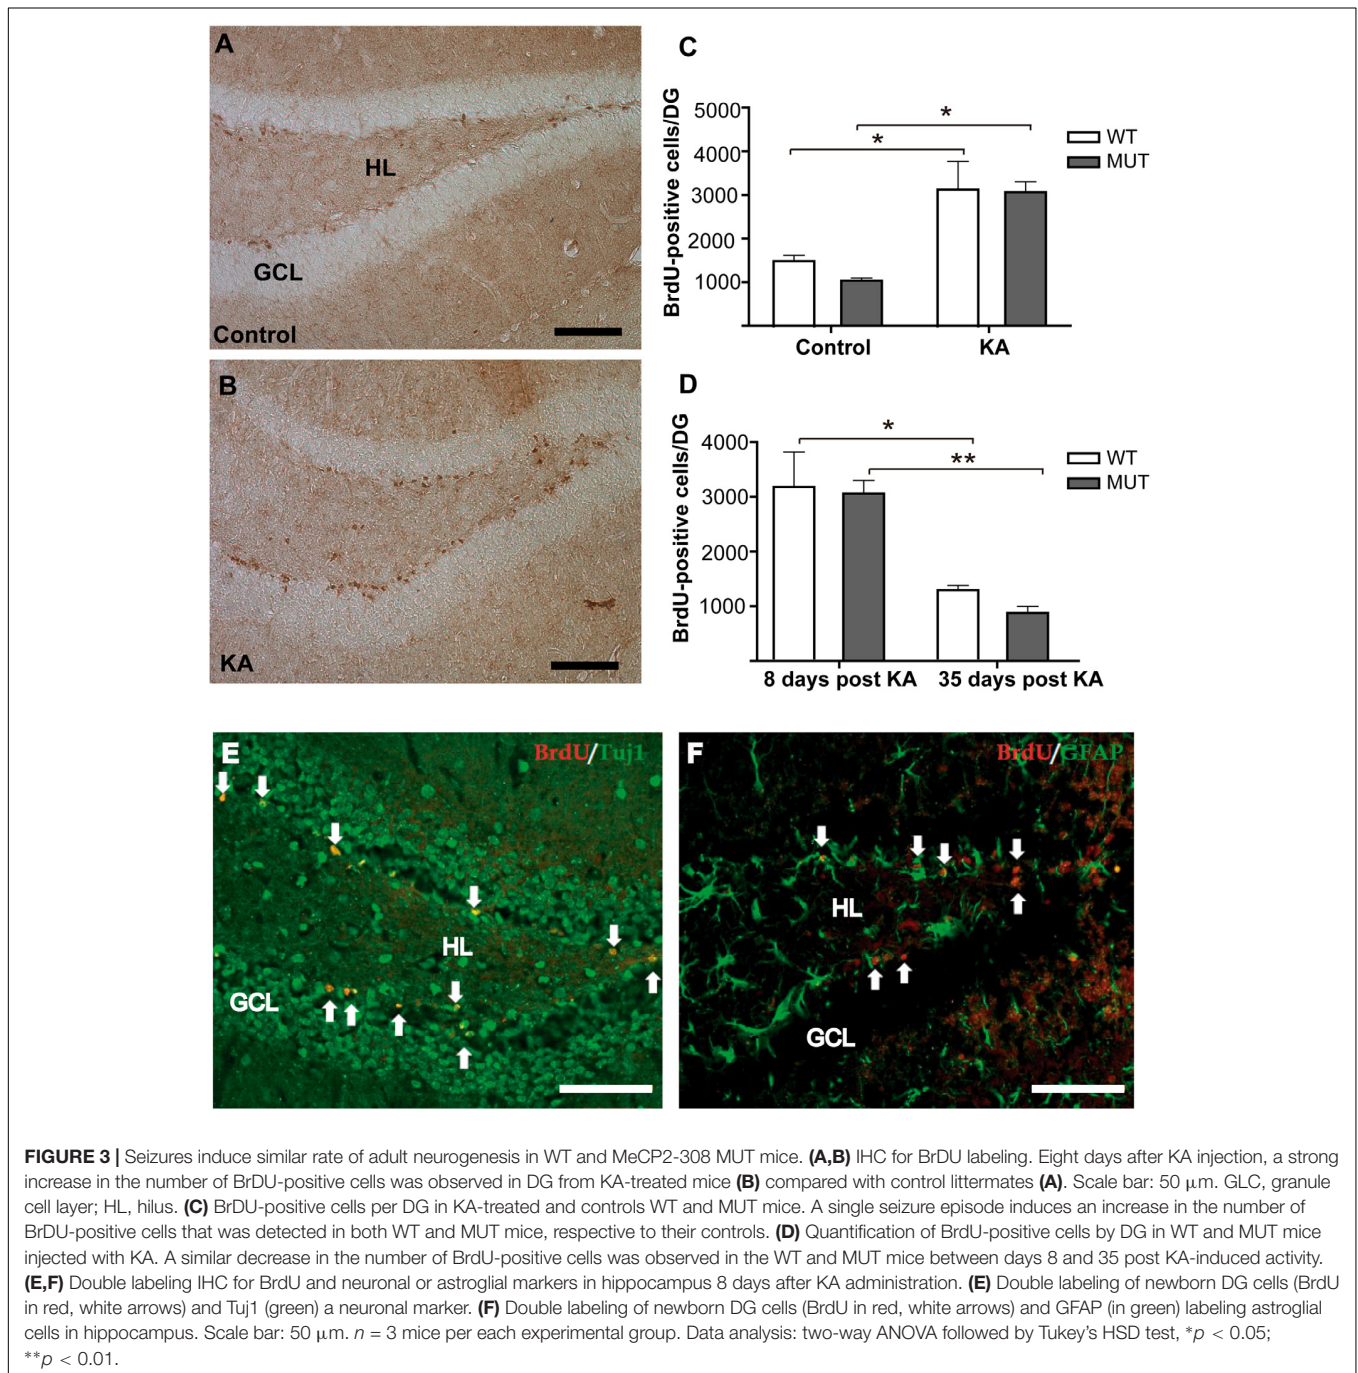 A
HL
GCL
Control
B
KA
C
BrdU-positive cells/DG
5000
4000
3000
2000
1000
*
*
WT
MUT
Control
KA
D
BrdU-positive cells/DG
4000
3000
2000
1000
*
**
WT
MUT
8 days post KA
35 days post KA
E
BrdU/Tuj1
HL
GCL
F
BrdU/GFAP
HL
GCL
FIGURE 3 | Seizures induce similar rate of adult neurogenesis in WT and MeCP2-308 MUT mice. (A,B) IHC for BrDU labeling. Eight days after KA injection, a strong
increase in the number of BrDU-positive cells was observed in DG from KA-treated mice (B) compared with control littermates (A). Scale bar: 50 μm. GLC, granule
cell layer; HL, hilus. (C) BrDU-positive cells per DG in KA-treated and controls WT and MUT mice. A single seizure episode induces an increase in the number of
BrDU-positive cells that was detected in both WT and MUT mice, respective to their controls. (D) Quantification of BrdU-positive cells by DG in WT and MUT mice
injected with KA. A similar decrease in the number of BrdU-positive cells was observed in the WT and MUT mice between days 8 and 35 post KA-induced activity.
(E,F) Double labeling IHC for BrdU and neuronal or astroglial markers in hippocampus 8 days after KA administration. (E) Double labeling of newborn DG cells (BrdU
in red, white arrows) and Tuj1 (green) a neuronal marker. (F) Double labeling of newborn DG cells (BrdU in red, white arrows) and GFAP (in green) labeling astroglial
cells in hippocampus. Scale bar: 50 μm. n = 3 mice per each experimental group. Data analysis: two-way ANOVA followed by Tukey's HSD test, *p < 0.05;
**p < 0.01.